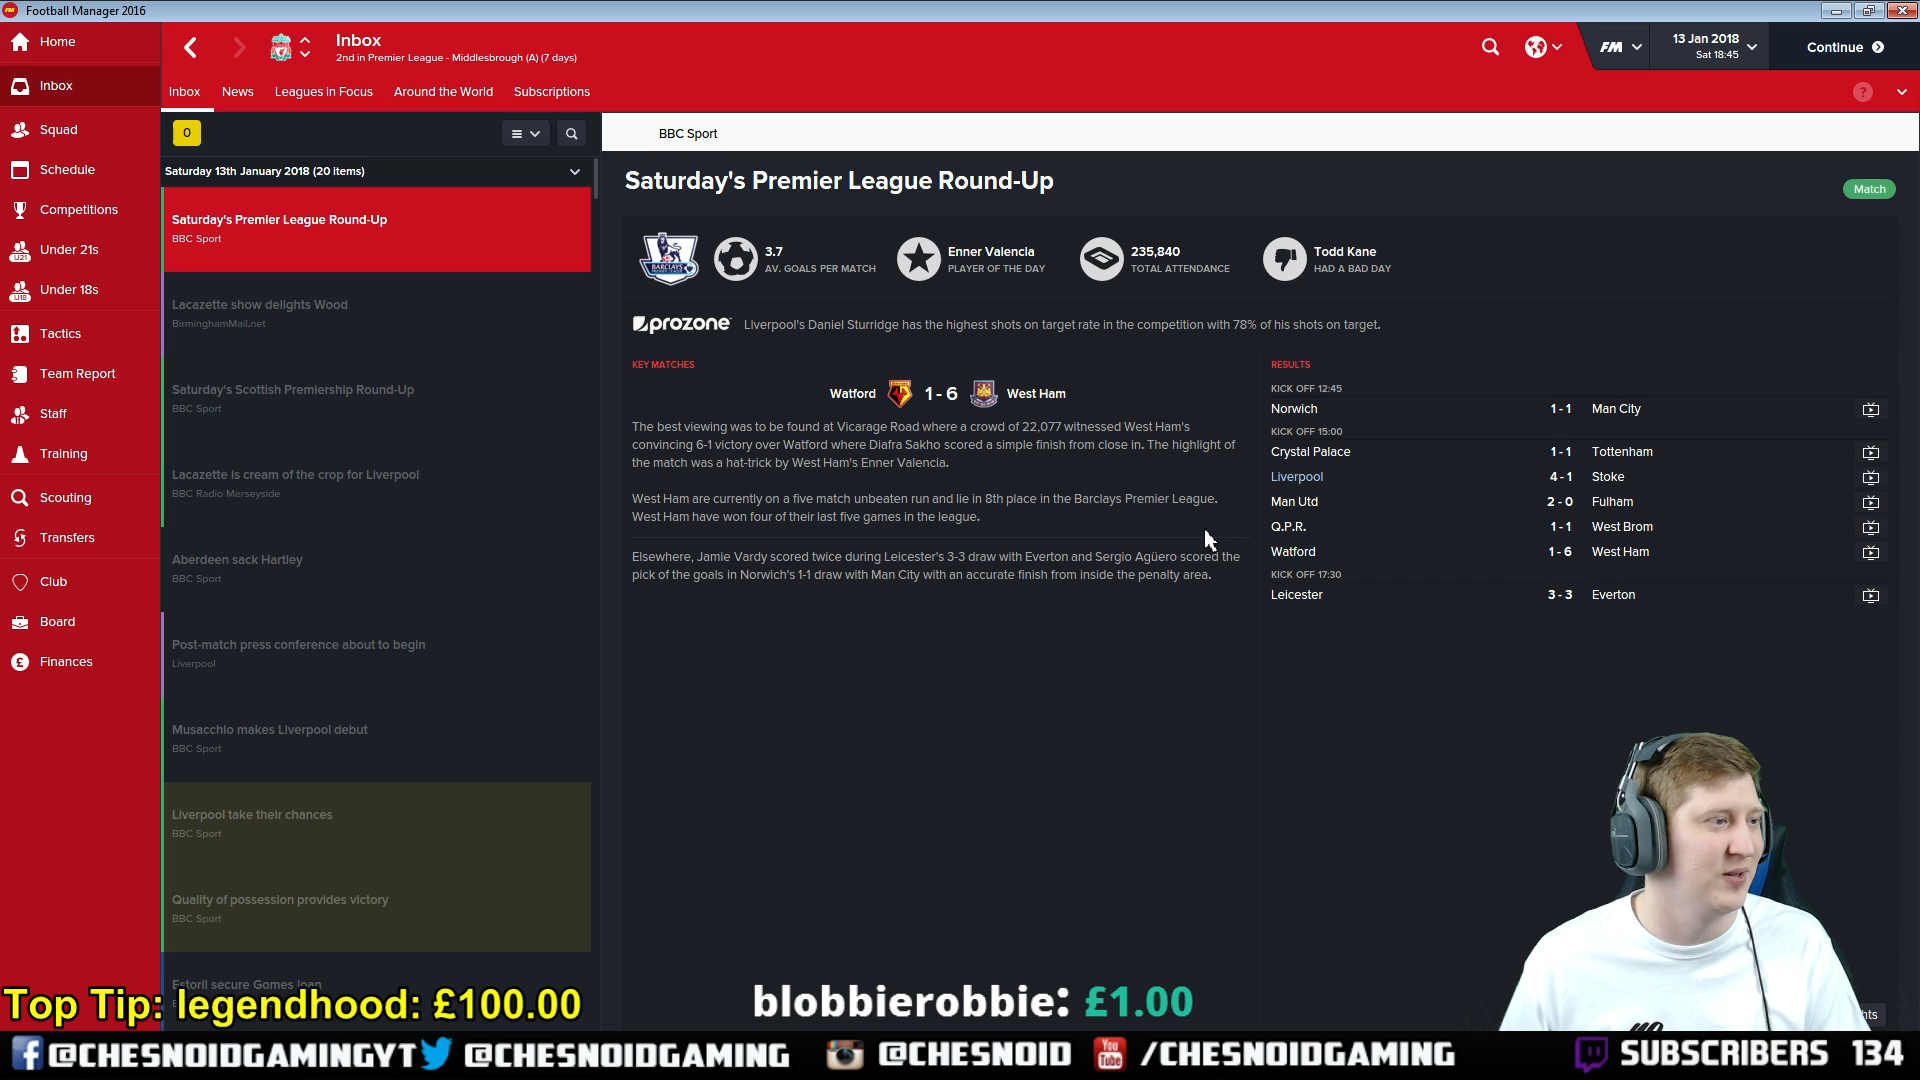 Football Manager 2016
Home
Inbox
Squad
Schedule
Competitions
Under 21s
Under 18s
Tactics
Team Report
Staff
Training
Scouting
Transfers
Club
Board
Finances
Inbox
2nd in Premier League - Middlesbrough (A) (7 days)
FM
13 Jan 2018
Sat 18:45
Continue
Inbox News Leagues in Focus Around the World Subscriptions
?
0
Saturday 13th January 2018 (20 items)
Saturday's Premier League Round-Up
BBC Sport
Lacazette show delights Wood
BirminghamMail.net
Saturday's Scottish Premiership Round-Up
BBC Sport
Lacazette is cream of the crop for Liverpool
BBC Radio Merseyside
Aberdeen sack Hartley
BBC Sport
Post-match press conference about to begin
Liverpool
Musacchio makes Liverpool debut
BBC Sport
Liverpool take their chances
BBC Sport
Quality of possession provides victory
BBC Sport
Estoril secure Gomes loan
BBC Sport
Saturday's Premier League Round-Up
Match
3.7
AV. GOALS PER MATCH
Enner Valencia
PLAYER OF THE DAY
235,840
TOTAL ATTENDANCE
Todd Kane
HAD A BAD DAY
prozone Liverpool's Daniel Sturridge has the highest shots on target rate in the competition with 78% of his shots on target.
KEY MATCHES
Watford 1 - 6 West Ham
The best viewing was to be found at Vicarage Road where a crowd of 22,077 witnessed West Ham's
convincing 6-1 victory over Watford where Diafra Sakho scored a simple finish from close in. The highlight of
the match was a hat-trick by West Ham's Enner Valencia.
West Ham are currently on a five match unbeaten run and lie in 8th place in the Barclays Premier League.
West Ham have won four of their last five games in the league.
Elsewhere, Jamie Vardy scored twice during Leicester's 3-3 draw with Everton and Sergio Agüero scored the
pick of the goals in Norwich's 1-1 draw with Man City with an accurate finish from inside the penalty area.
RESULTS
KICK OFF 12:45
Norwich 1 - 1 Man City
KICK OFF 15:00
Crystal Palace 1 - 1 Tottenham
Liverpool 4 - 1 Stoke
Man Utd 2 - 0 Fulham
Q.P.R. 1 - 1 West Brom
Watford 1 - 6 West Ham
KICK OFF 17:30
Leicester 3 - 3 Everton
Top Tip: legendhood: £100.00
blobbierobbie: £1.00
@CHESNOIDGAMINGYT @CHESNOIDGAMING @CHESNOID You Tube /CHESNOIDGAMING SUBSCRIBERS 134